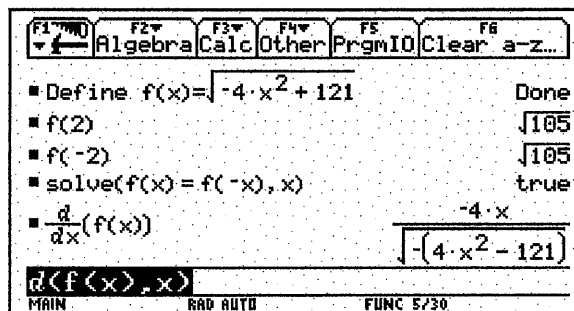 F1 F2 Algebra F3 Calc F4 Other F5 PrgmIO F6 Clear a-z…
▪Define f(x)=√-4·x²+121 Done
▪f(2) √105
▪f(-2) √105
▪solve(f(x)=f(-x),x) true
▪d/dx(f(x)) -4·x/√-(4·x²-121)
d(f(x),x)
MAIN RAD AUTO FUNC 5/30